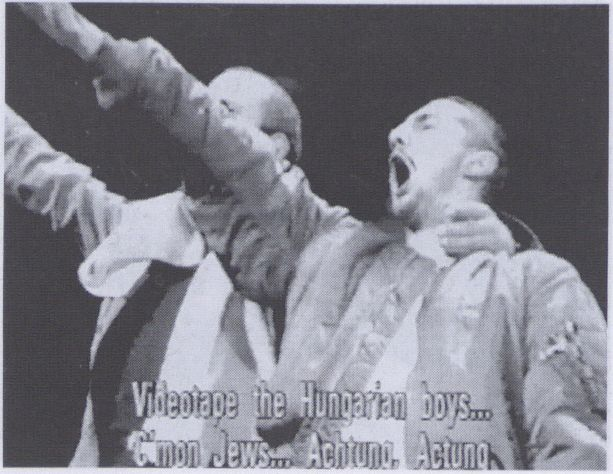 Videotape the Hungarian boys...
C'mon Jews... Achtung. Actung.